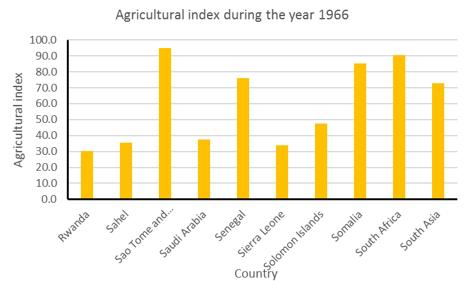 Agricultural index during the year 1966
Agricultural index
100.0
90.0
80.0
70.0
60.0
50.0
40.0
30.0
20.0
10.0
0.0
Rwanda
Sahel
Sao Tome and...
Saudi Arabia
Senegal
Sierra Leone
Solomon Islands
Somalia
South Africa
South Asia
Country